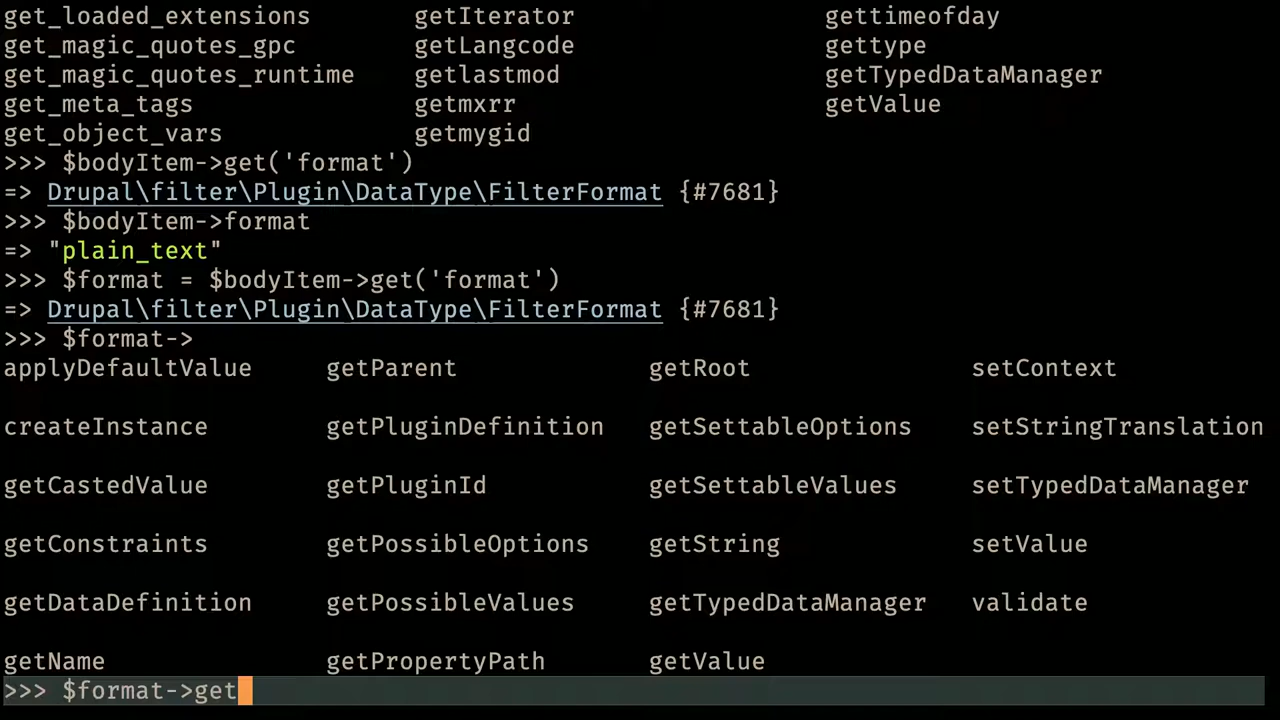 get_loaded_extensions getIterator gettimeofday
get_magic_quotes_gpc getLangcode gettype
get_magic_quotes_runtime getlastmod getTypedDataManager
get_meta_tags getmxrr getValue
get_object_vars getmygid
>>> $bodyItem->get('format')
=> Drupal\filter\Plugin\DataType\FilterFormat {#7681}
>>> $bodyItem->format
=> "plain_text"
>>> $format = $bodyItem->get('format')
=> Drupal\filter\Plugin\DataType\FilterFormat {#7681}
>>> $format->
applyDefaultValue getParent getRoot setContext
createInstance getPluginDefinition getSettableOptions setStringTranslation
getCastedValue getPluginId getSettableValues setTypedDataManager
getConstraints getPossibleOptions getString setValue
getDataDefinition getPossibleValues getTypedDataManager validate
getName getPropertyPath getValue
>>> $format->get